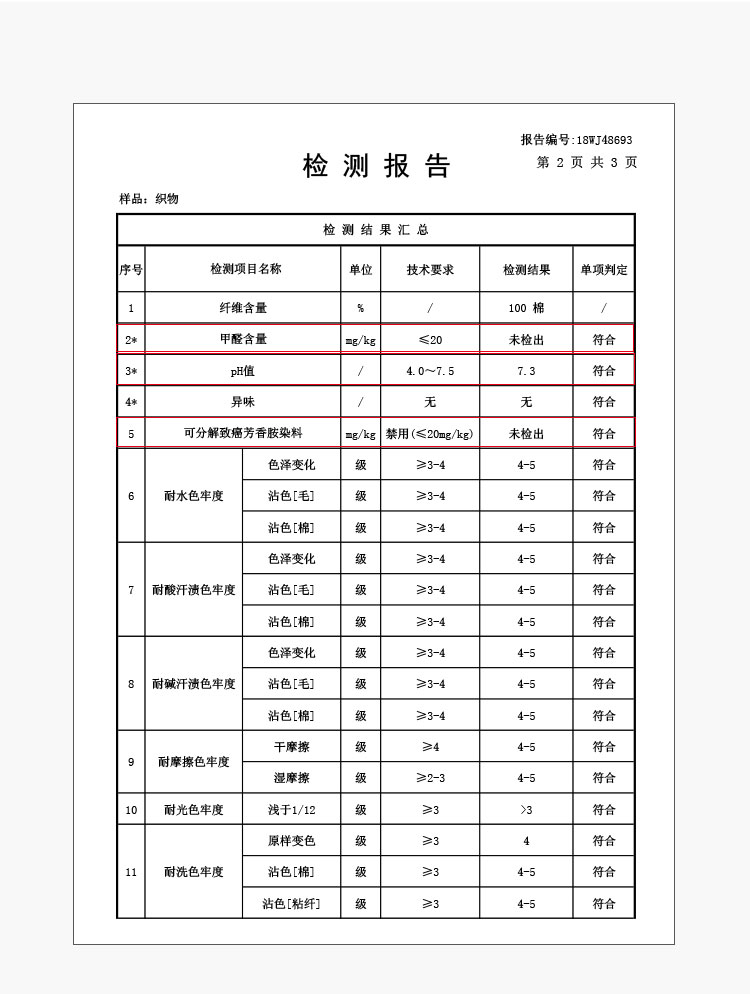 报告编号:18WJ48693
检 测 报 告
第 2 页 共 3 页
样品：织物
检 测 结 果 汇 总
序号 检测项目名称 单位 技术要求 检测结果 单项判定
1 纤维含量 % / 100 棉 /
2* 甲醛含量 mg/kg ≤20 未检出 符合
3* pH值 / 4.0～7.5 7.3 符合
4* 异味 / 无 无 符合
5 可分解致癌芳香胺染料 mg/kg 禁用(≤20mg/kg) 未检出 符合
色泽变化 级 ≥3-4 4-5 符合
6 耐水色牢度 沾色[毛] 级 ≥3-4 4-5 符合
沾色[棉] 级 ≥3-4 4-5 符合
色泽变化 级 ≥3-4 4-5 符合
7 耐酸汗渍色牢度 沾色[毛] 级 ≥3-4 4-5 符合
沾色[棉] 级 ≥3-4 4-5 符合
色泽变化 级 ≥3-4 4-5 符合
8 耐碱汗渍色牢度 沾色[毛] 级 ≥3-4 4-5 符合
沾色[棉] 级 ≥3-4 4-5 符合
9 耐摩擦色牢度 干摩擦 级 ≥4 4-5 符合
湿摩擦 级 ≥2-3 4-5 符合
10 耐光色牢度 浅于1/12 级 ≥3 >3 符合
原样变色 级 ≥3 4 符合
11 耐洗色牢度 沾色[棉] 级 ≥3 4-5 符合
沾色[粘纤] 级 ≥3 4-5 符合